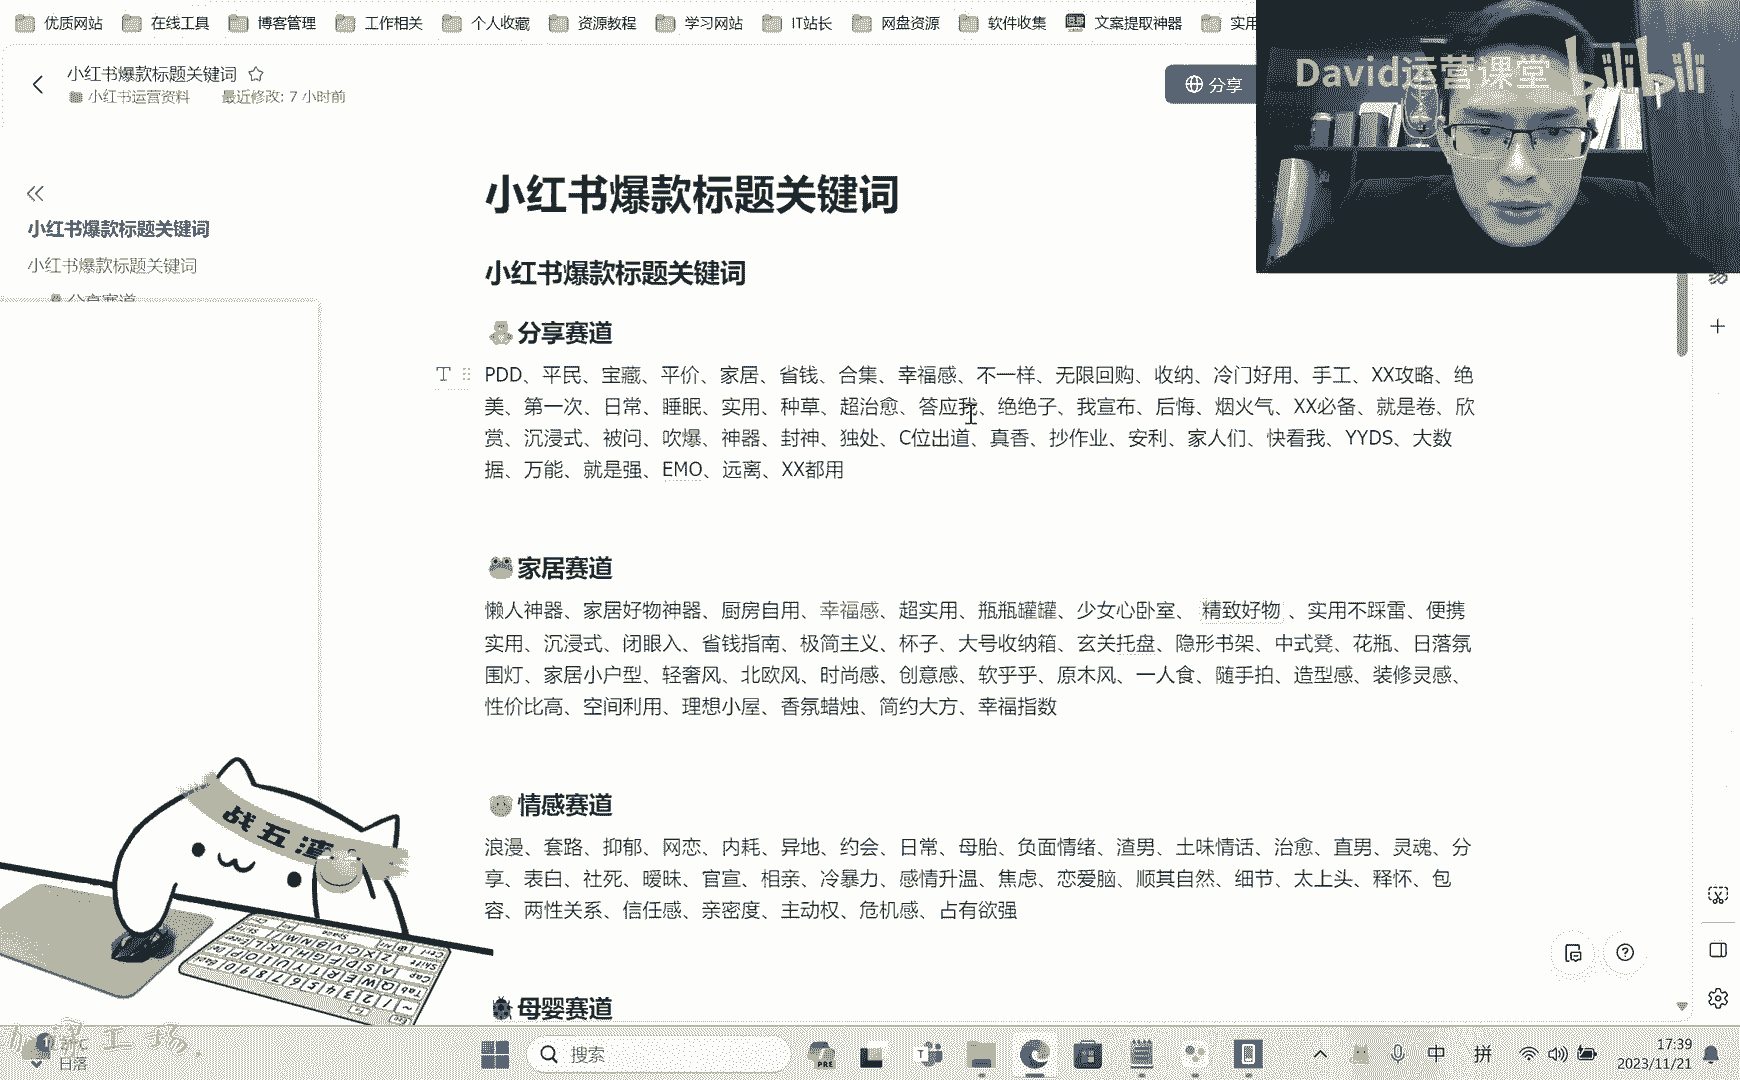 优质网站 在线工具 博客管理 工作相关 个人收藏 资源教程 学习网站 IT站长 网盘资源 软件收集 文案提取神器 实用
小红书爆款标题关键词
小红书运营资料 最近修改: 7 小时前
分享
David运营课堂 bilibili
小红书爆款标题关键词
小红书爆款标题关键词
分享赛道
小红书爆款标题关键词
小红书爆款标题关键词
分享赛道
PDD、平民、宝藏、平价、家居、省钱、合集、幸福感、不一样、无限回购、收纳、冷门好用、手工、XX攻略、绝
美、第一次、日常、睡眠、实用、种草、超治愈、答应我、绝绝子、我宣布、后悔、烟火气、XX必备、就是卷、欣
赏、沉浸式、被问、吹爆、神器、封神、独处、C位出道、真香、抄作业、安利、家人们、快看我、YYDS、大数
据、万能、就是强、EMO、远离、XX都用
家居赛道
懒人神器、家居好物神器、厨房自用、幸福感、超实用、瓶瓶罐罐、少女心卧室、 精致好物 、实用不踩雷、便携
实用、沉浸式、闭眼入、省钱指南、极简主义、杯子、大号收纳箱、玄关托盘、隐形书架、中式凳、花瓶、日落氛
围灯、家居小户型、轻奢风、北欧风、时尚感、创意感、软乎乎、原木风、一人食、随手拍、造型感、装修灵感、
性价比高、空间利用、理想小屋、香氛蜡烛、简约大方、幸福指数
情感赛道
浪漫、套路、抑郁、网恋、内耗、异地、约会、日常、母胎、负面情绪、渣男、土味情话、治愈、直男、灵魂、分
享、表白、社死、暧昧、官宣、相亲、冷暴力、感情升温、焦虑、恋爱脑、顺其自然、细节、太上头、释怀、包
容、两性关系、信任感、亲密度、主动权、危机感、占有欲强
母婴赛道
战五渣
日落
搜索
PRE
中 拼
17:39
2023/11/21